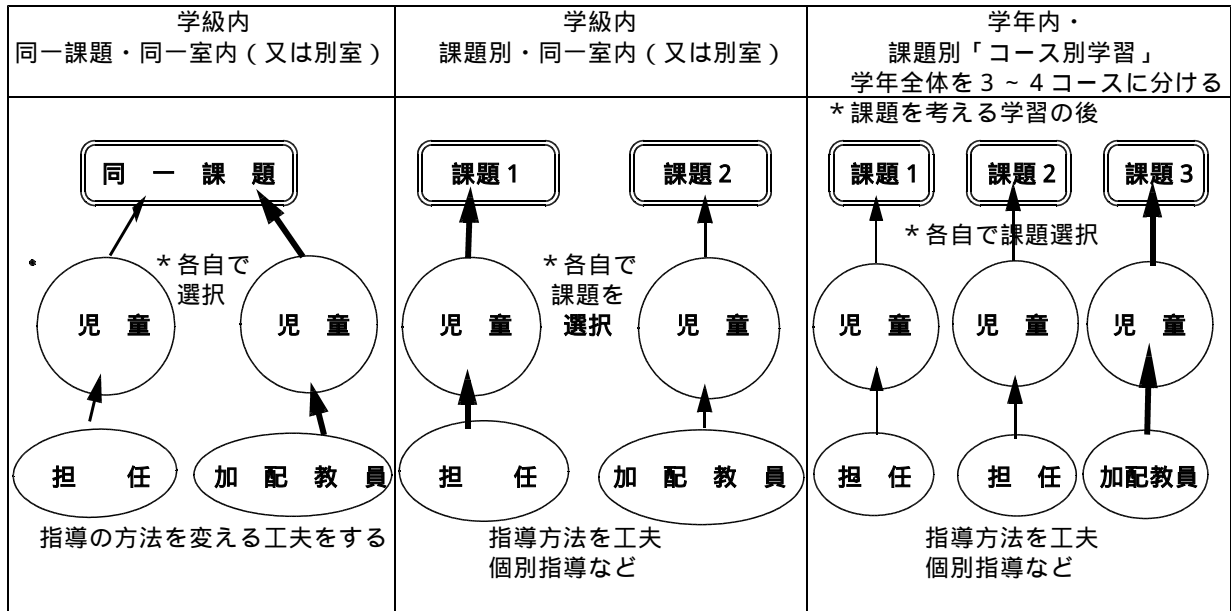 学級内
同一課題・同一室内（又は別室）
同　一　課　題
＊各自で
選択
児　童
児　童
担　任
加　配　教　員
指導の方法を変える工夫をする
学級内
課題別・同一室内（又は別室）
課題１
課題２
＊各自で
課題を
選択
児　童
児　童
担　任
加　配　教　員
指導方法を工夫
個別指導など
学年内・
課題別「コース別学習」
学年全体を３～４コースに分ける
＊課題を考える学習の後
課題１
課題２
課題３
＊各自で課題選択
児　童
児　童
児　童
担　任
担　任
加配教員
指導方法を工夫
個別指導など